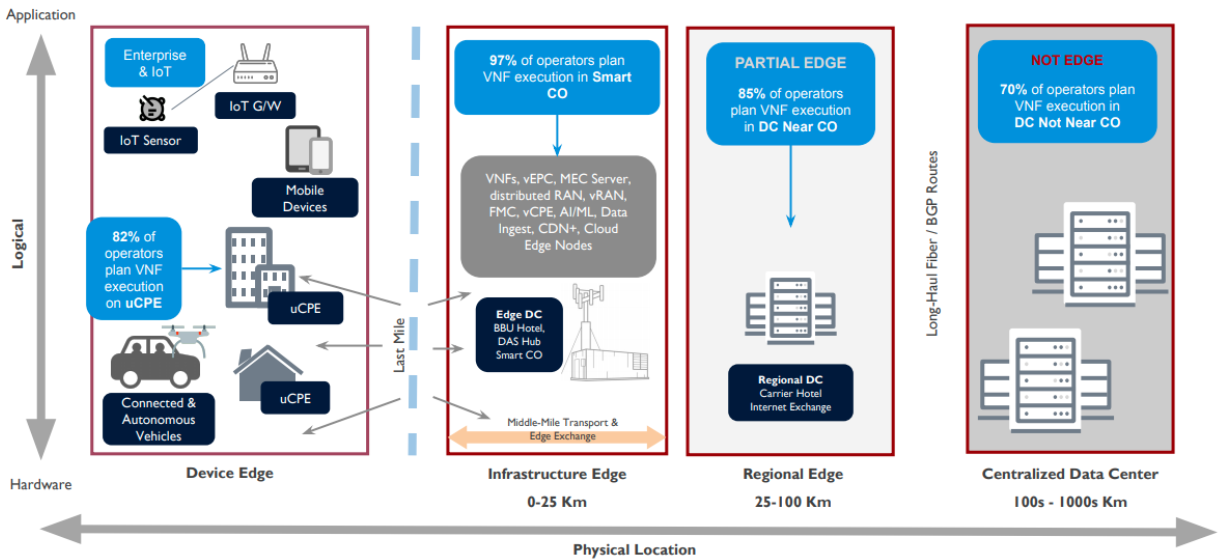 Application
Logical
Hardware
Enterprise
& IoT
IoT G/W
IoT Sensor
Mobile
Devices
82% of
operators
plan VNF
execution
on uCPE
uCPE
uCPE
Connected &
Autonomous
Vehicles
Device Edge
Last Mile
97% of operators plan
VNF execution in Smart
CO
VNFs, vEPC, MEC Server,
distributed RAN, vRAN,
FMC, vCPE, AI/ML, Data
Ingest, CDN+, Cloud
Edge Nodes
Edge DC
BBU Hotel,
DAS Hub
Smart CO
Middle-Mile Transport &
Edge Exchange
Infrastructure Edge
0-25 Km
PARTIAL EDGE
85% of operators
plan VNF execution
in DC Near CO
Regional DC
Carrier Hotel
Internet Exchange
Regional Edge
25-100 Km
Long-Haul Fiber / BGP Routes
NOT EDGE
70% of operators plan
VNF execution in
DC Not Near CO
Centralized Data Center
100s - 1000s Km
Physical Location